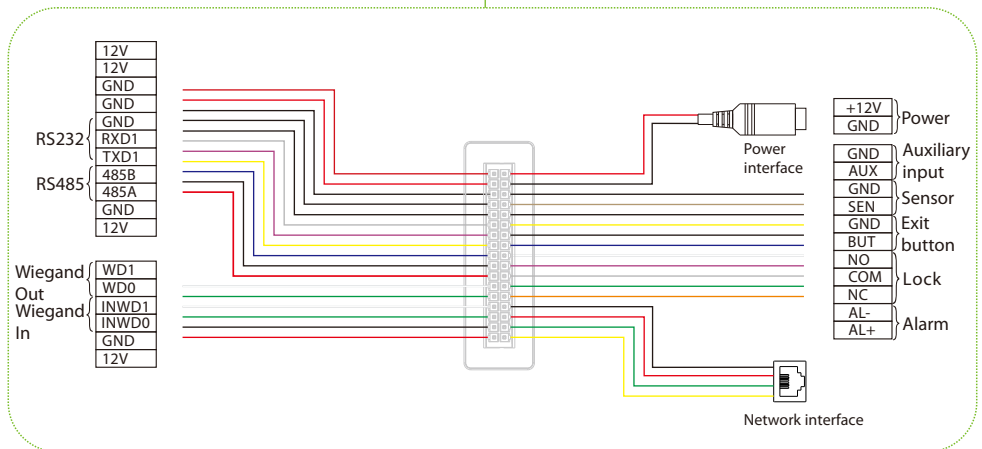 12V
12V
GND
GND
GND
RXD1
TXD1
485B
485A
GND
12V
RS232
RS485
WD1
WD0
INWD1
INWD0
GND
12V
Wiegand
Out
Wiegand
In
Power
interface
Network interface
+12V
GND
Power
GND
AUX
Auxiliary
input
GND
SEN
Sensor
GND
BUT
Exit
button
NO
COM
NC
Lock
AL-
AL+
Alarm